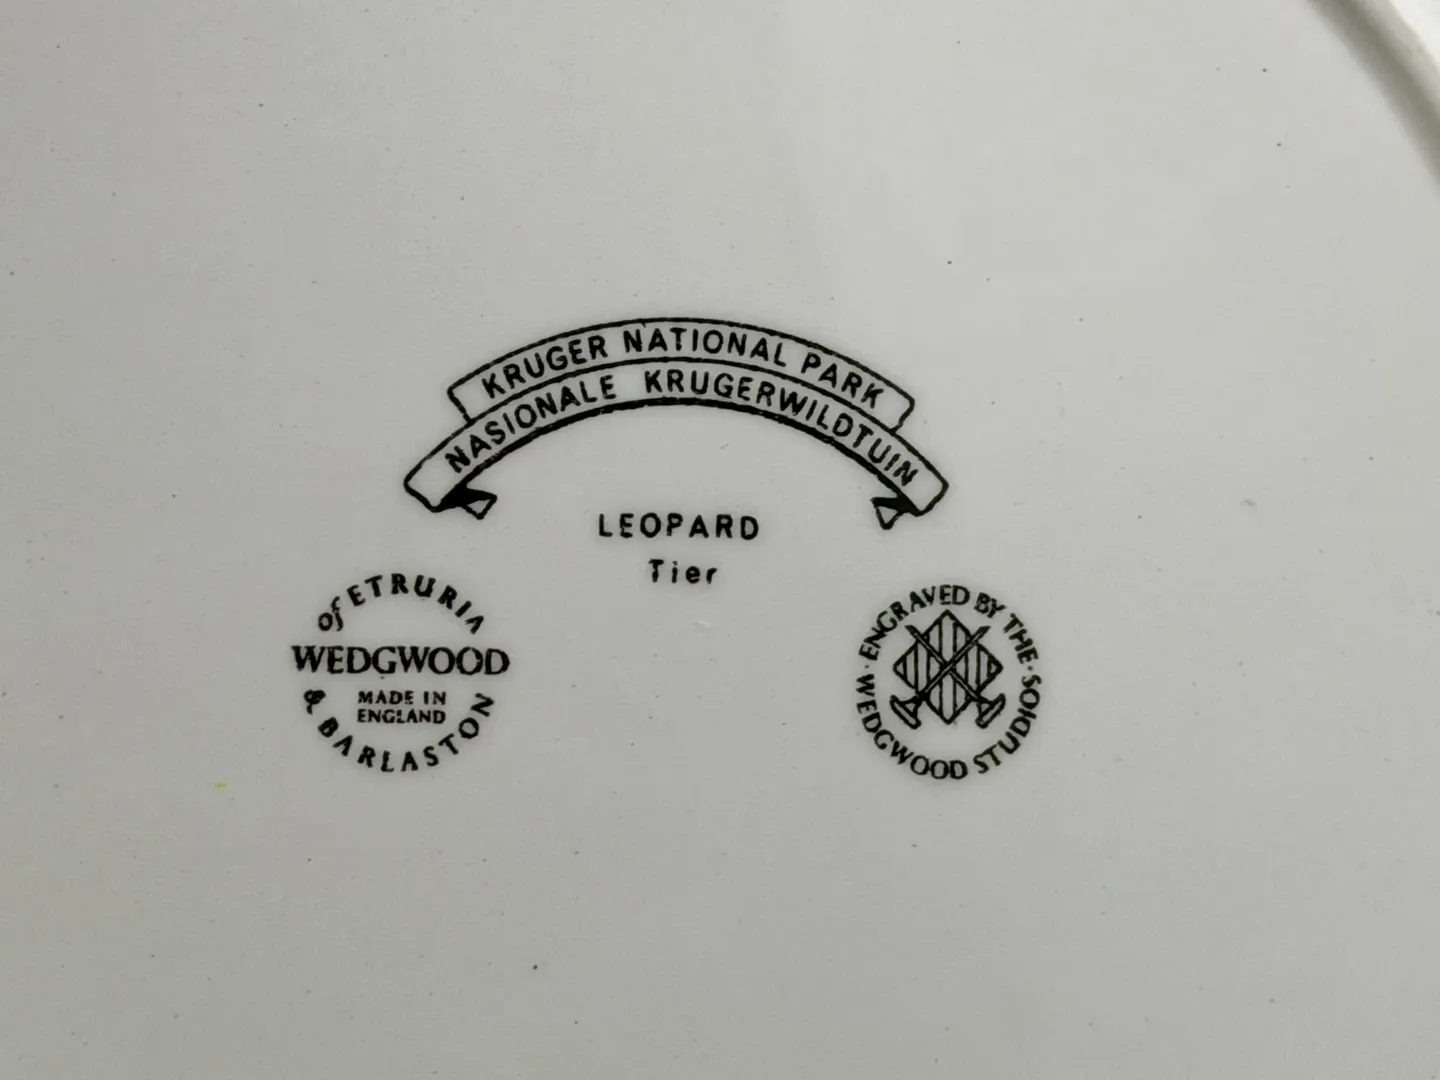 KRUGER NATIONAL PARK
NASIONALE KRUGERWILDTUIN
LEOPARD
Tier
of ETRURIA
WEDGWOOD
MADE IN
ENGLAND
& BARLASTON
ENGRAVED BY THE
WEDGWOOD STUDIOS